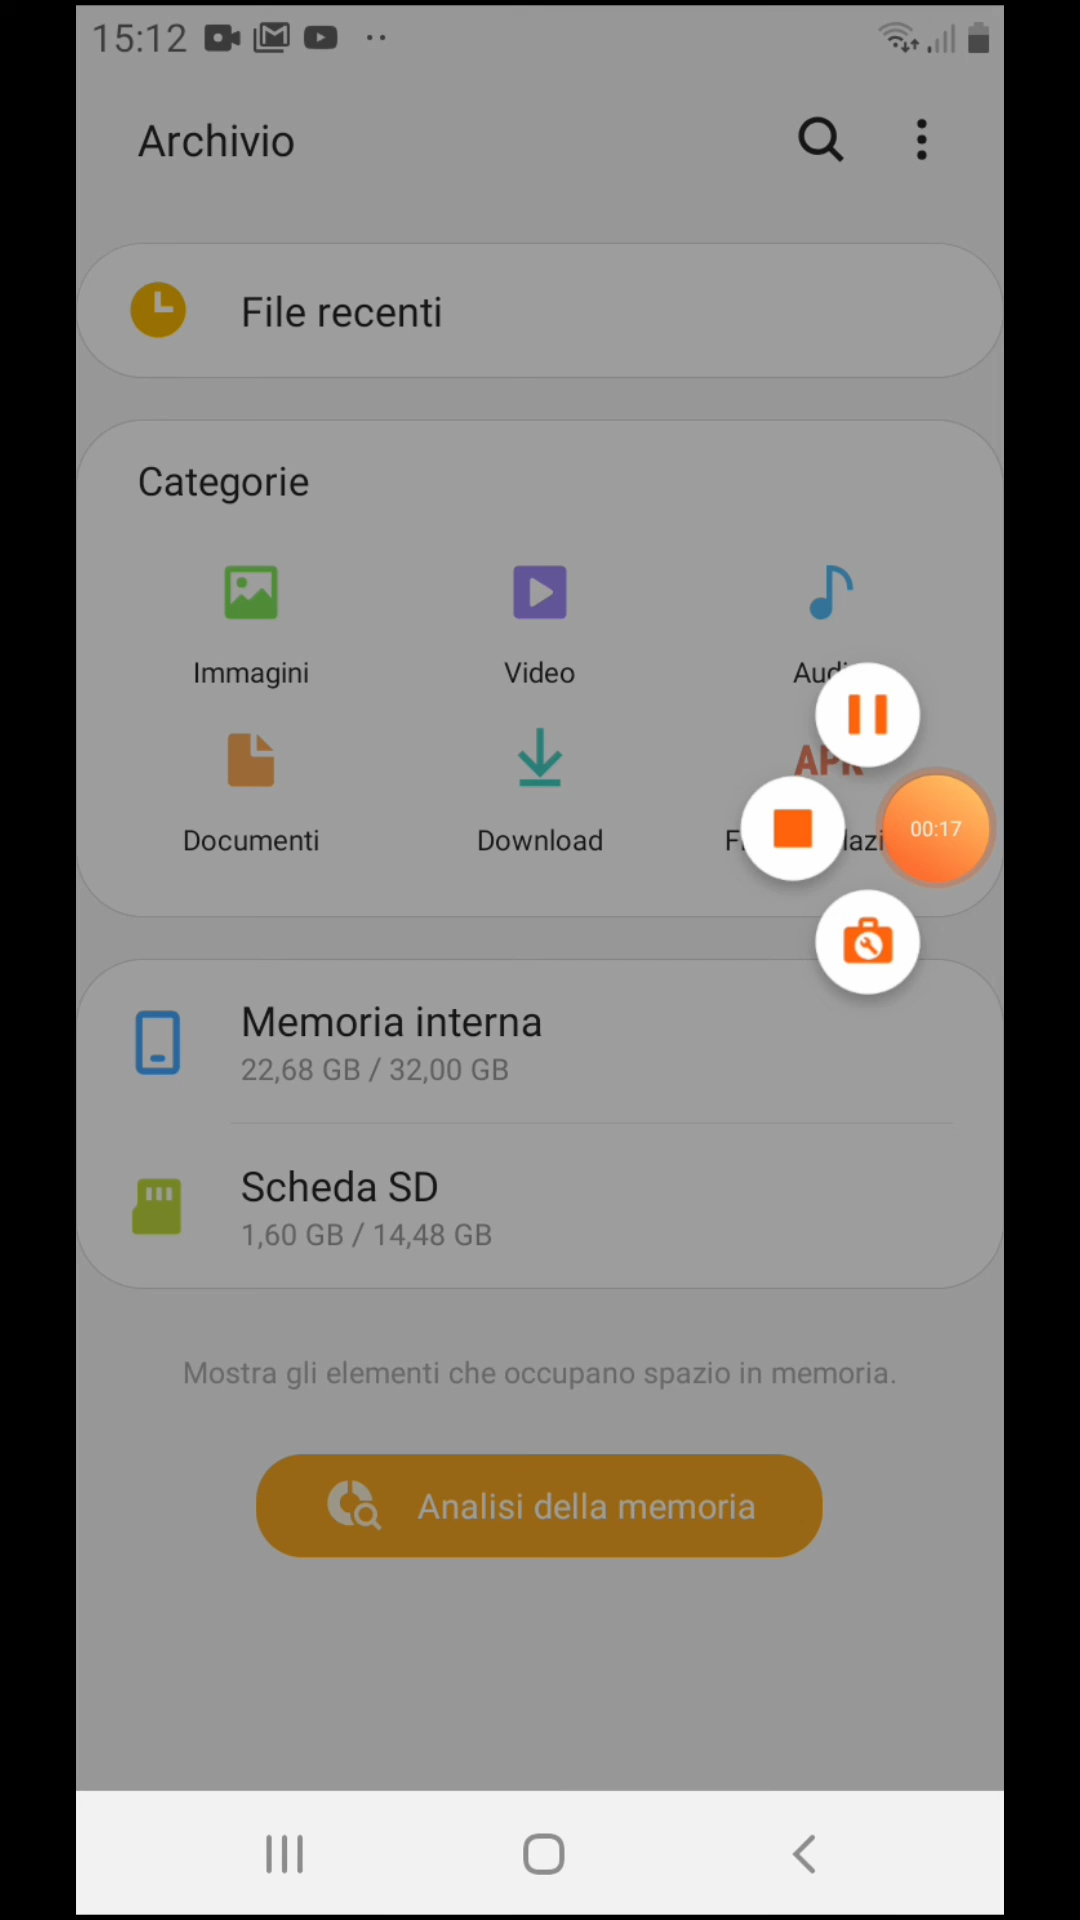 15:12
Archivio
File recenti
Categorie
Immagini
Video
Documenti
Download
00:17
Memoria interna
22,68 GB / 32,00 GB
Scheda SD
1,60 GB / 14,48 GB
Mostra gli elementi che occupano spazio in memoria.
Analisi della memoria